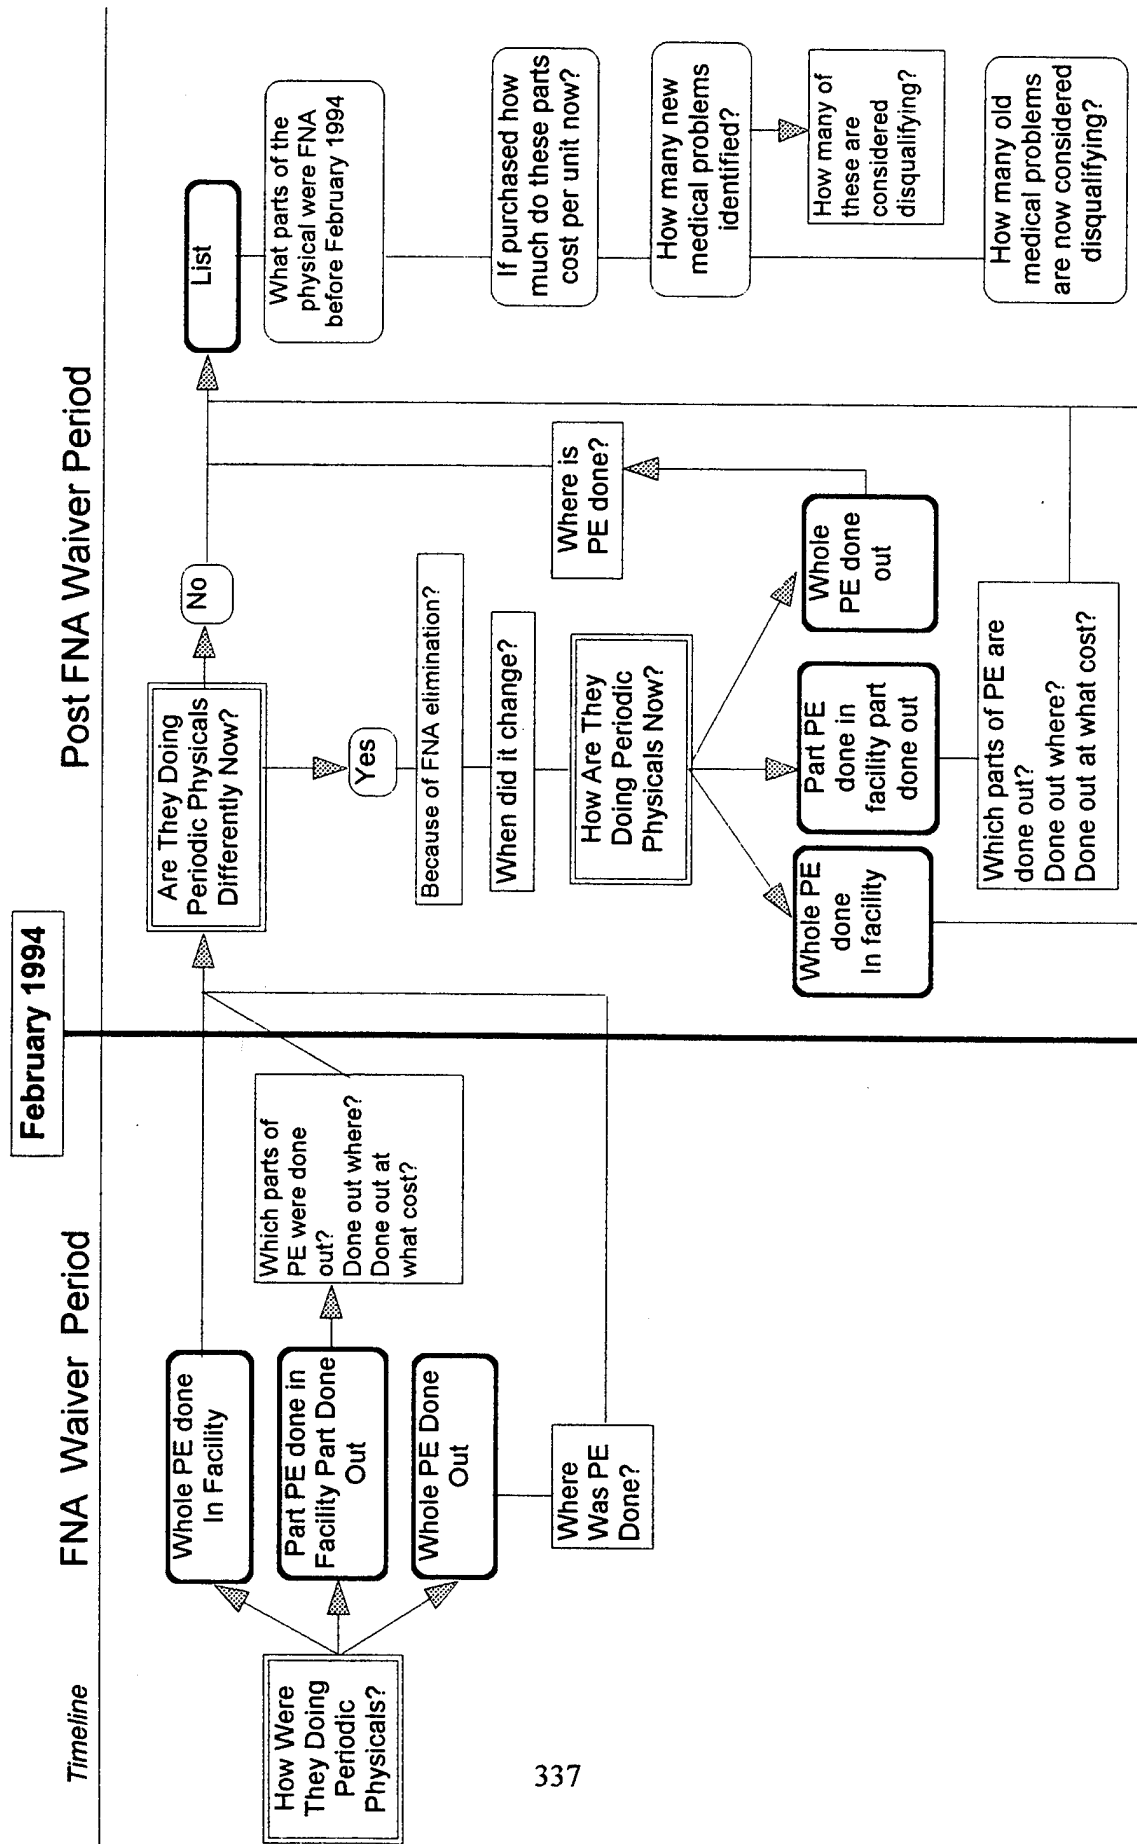 February 1994
Timeline
FNA Waiver Period
Post FNA Waiver Period
How Were
They Doing
Periodic
Physicals?
Whole PE done
In Facility
Part PE done in
Facility Part Done
Out
Whole PE Done
Out
Where
Was PE
Done?
Which parts of
PE were done
out?
Done out where?
Done out at
what cost?
Are They Doing
Periodic Physicals
Differently Now?
No
Yes
Because of FNA elimination?
When did it change?
How Are They
Doing Periodic
Physicals Now?
Whole PE
done
In facility
Part PE
done in
facility part
done out
Whole
PE done
out
Which parts of PE are
done out?
Done out where?
Done out at what cost?
Where is
PE done?
List
What parts of the
physical were FNA
before February 1994
If purchased how
much do these parts
cost per unit now?
How many new
medical problems
identified?
How many of
these are
considered
disqualifying?
How many old
medical problems
are now considered
disqualifying?
337